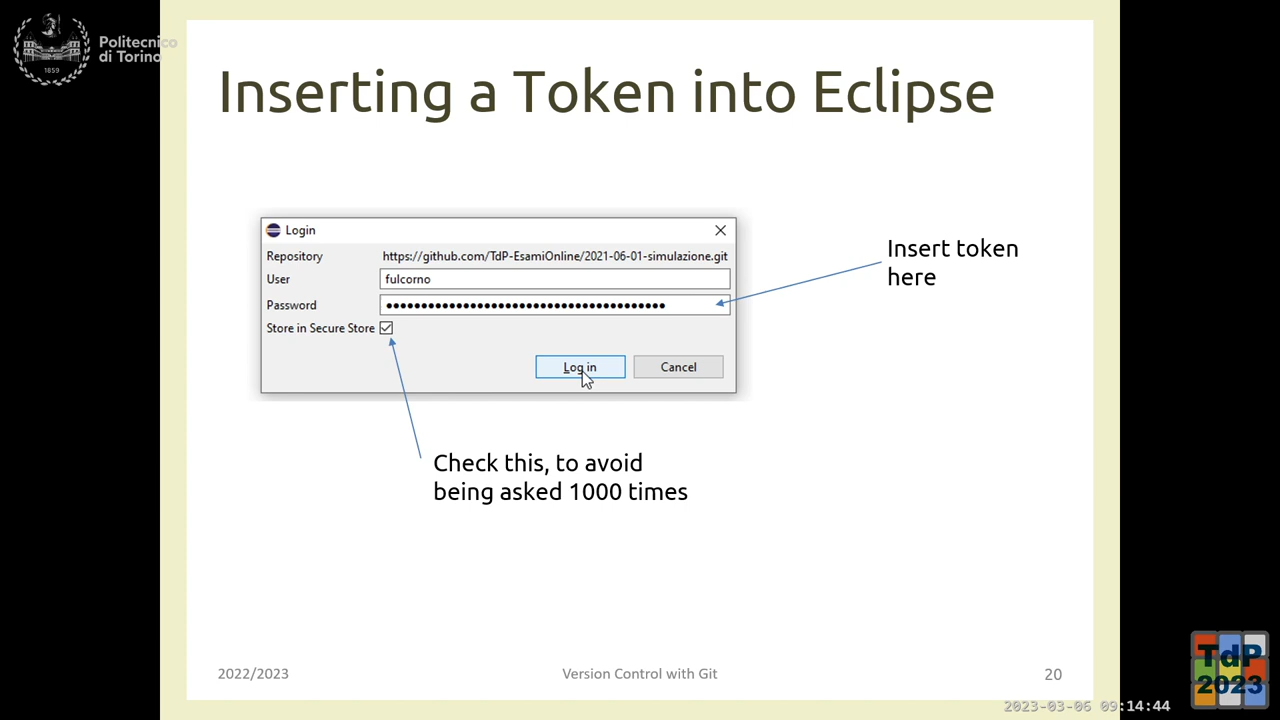 Politecnico
di Torino
1859
Inserting a Token into Eclipse
Login
Repository https://github.com/TdP-EsamiOnline/2021-06-01-simulazione.git
User fulcorno
Password ••••••••••••••••••••••••••••••••••••••••
Store in Secure Store
Log in Cancel
Insert token
here
Check this, to avoid
being asked 1000 times
2022/2023 Version Control with Git 20
TdP
2023
2023-03-06 09:14:44